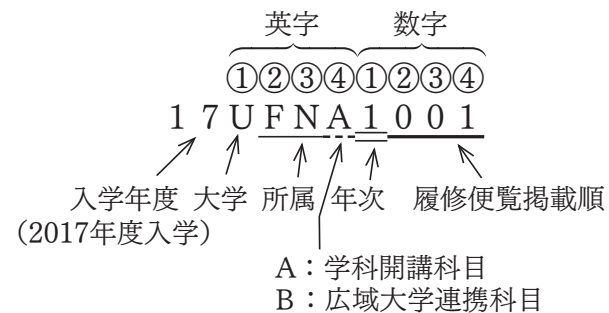 英字 数字
①②③④①②③④
17UFNA1001
入学年度 大学 所属 年次 履修便覧掲載順
(2017年度入学)
A：学科開講科目
B：広域大学連携科目